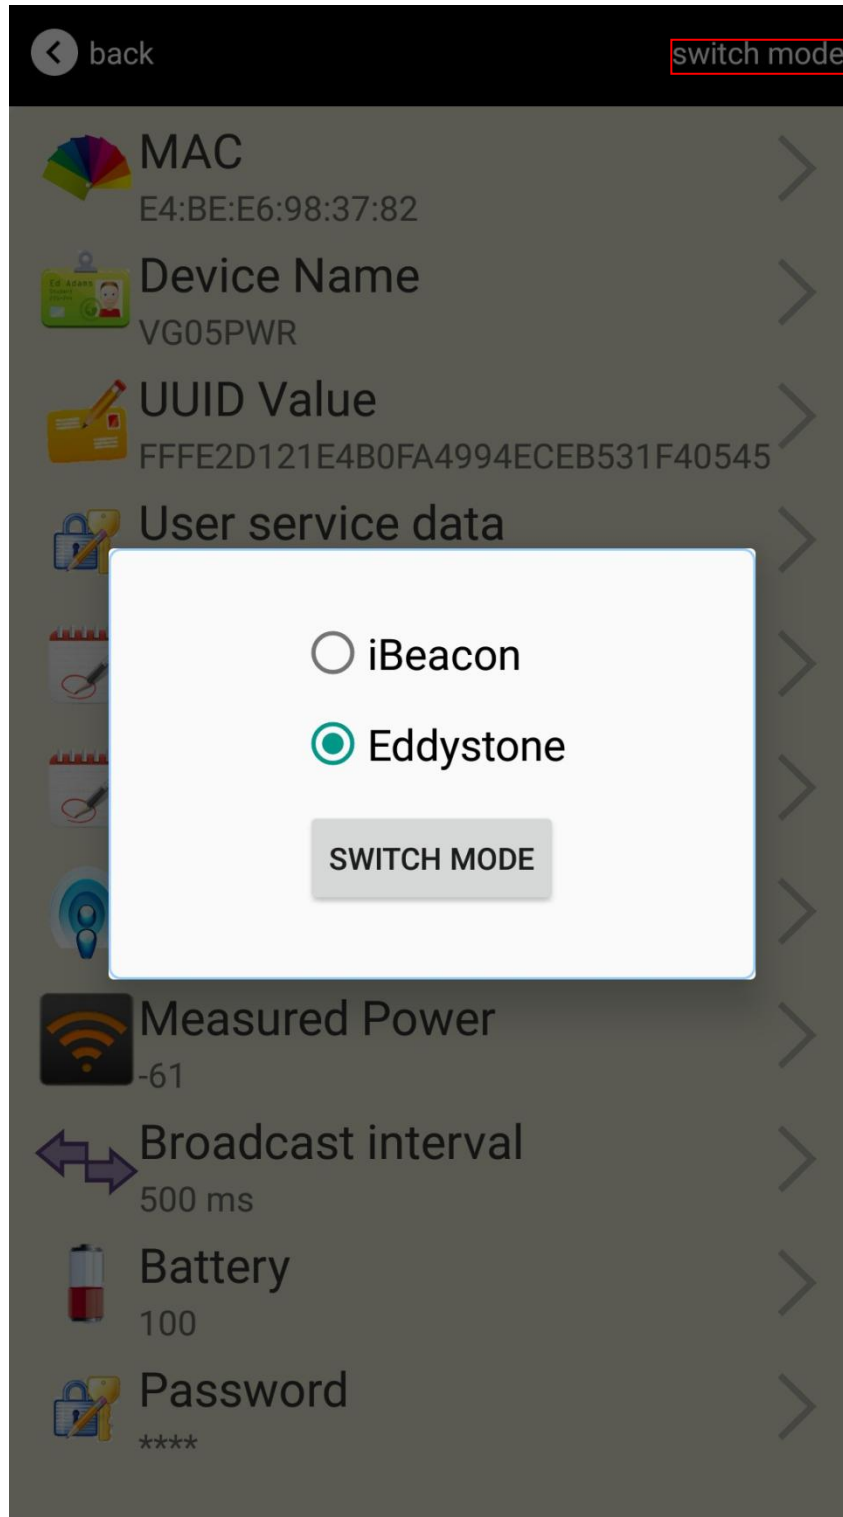 back
switch mode
MAC
E4:BE:E6:98:37:82
Device Name
VG05PWR
UUID Value
FFFE2D121E4B0FA4994ECEB531F40545
User service data
iBeacon
Eddystone
SWITCH MODE
Measured Power
-61
Broadcast interval
500 ms
Battery
100
Password
****